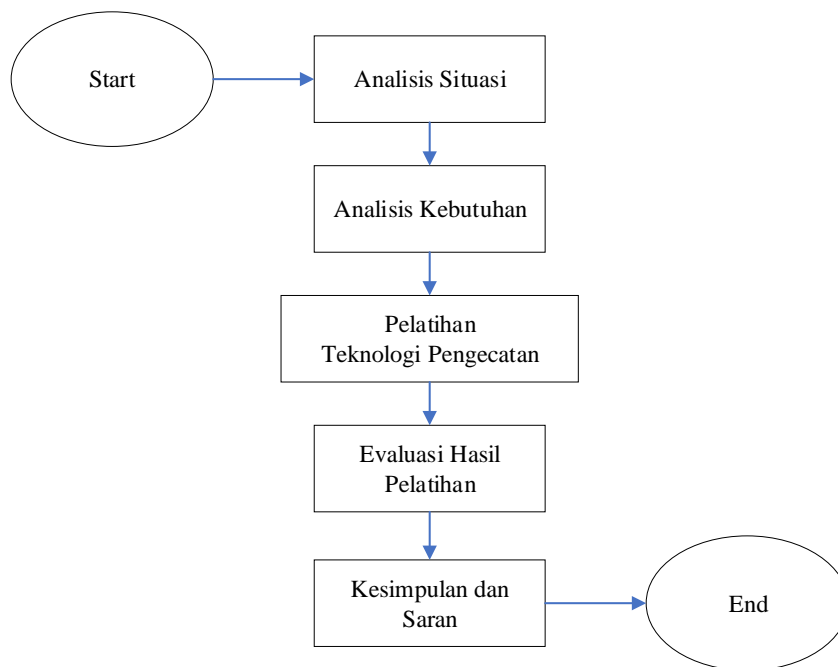 Start
Analisis Situasi
Analisis Kebutuhan
Pelatihan
Teknologi Pengecatan
Evaluasi Hasil
Pelatihan
Kesimpulan dan
Saran
End